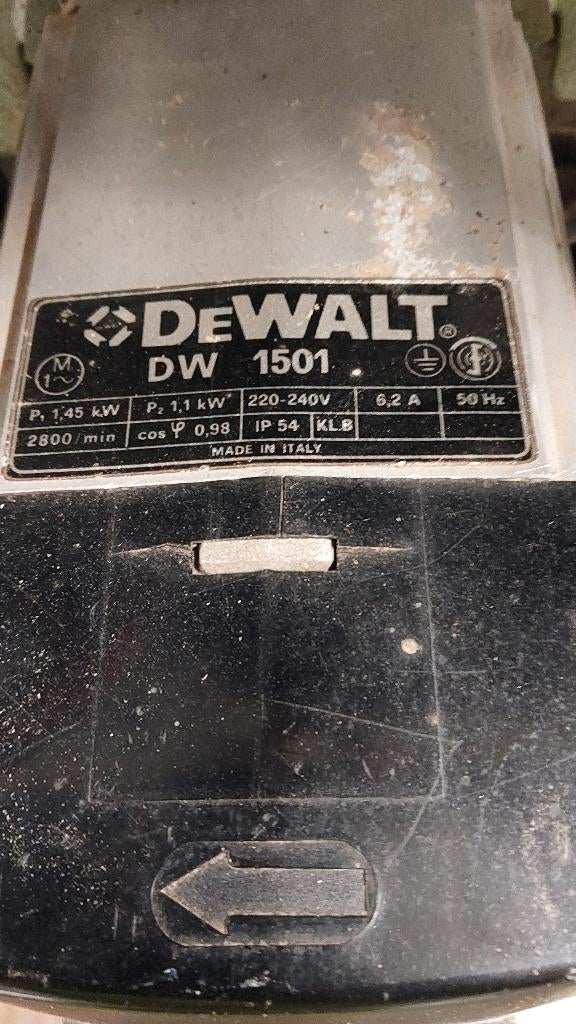 DEWALT®
DW 1501
M
1~
P₁ 1,45 kW P₂ 1,1 kW 220-240V 6,2 A 50 Hz
2800/min cos φ 0,98 IP 54 KL.B
MADE IN ITALY